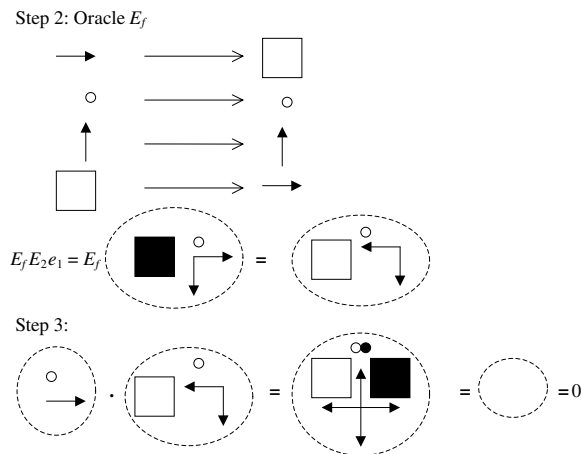 Step 2: Oracle E_f
E_f E_2 e_1 = E_f =
Step 3:
· = = = 0